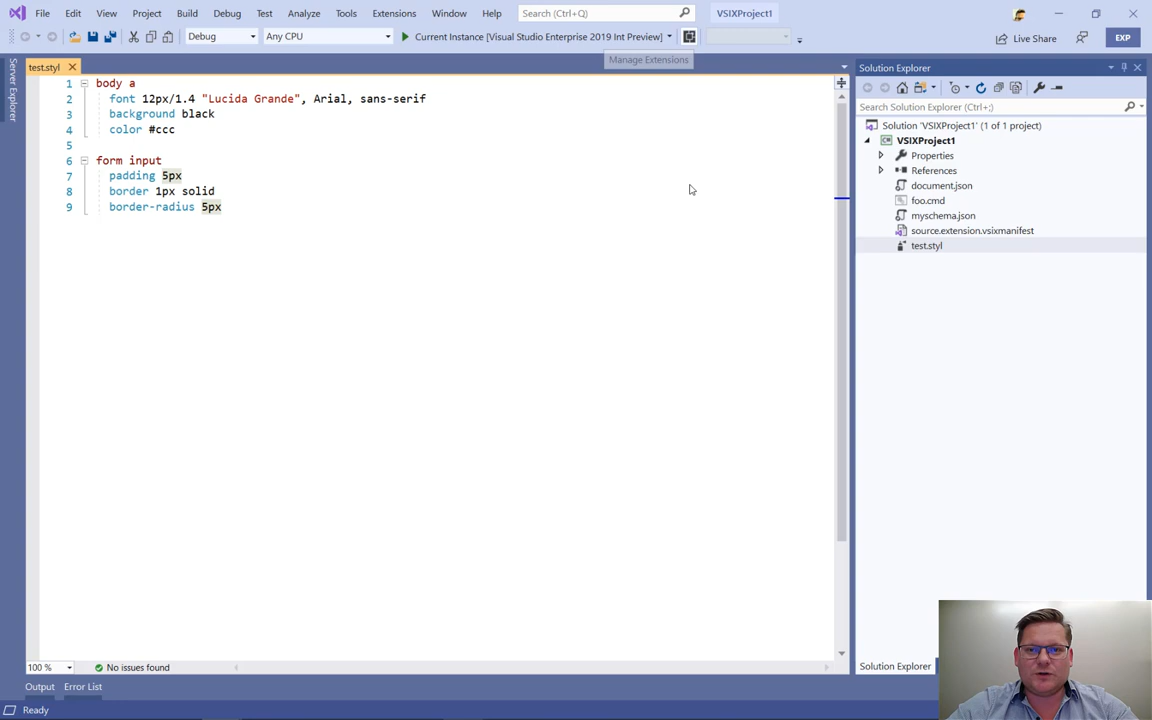 File Edit View Project Build Debug Test Analyze Tools Extensions Window Help Search (Ctrl+Q) VSIXProject1
Debug Any CPU Current Instance [Visual Studio Enterprise 2019 Int Preview] Live Share EXP
Manage Extensions
Server Explorer
test.styl
1 body a
2 font 12px/1.4 "Lucida Grande", Arial, sans-serif
3 background black
4 color #ccc
5
6 form input
7 padding 5px
8 border 1px solid
9 border-radius 5px
100 % No issues found
Solution Explorer
Search Solution Explorer (Ctrl+;)
Solution 'VSIXProject1' (1 of 1 project)
VSIXProject1
Properties
References
document.json
foo.cmd
myschema.json
source.extension.vsixmanifest
test.styl
Solution Explorer
Output Error List
Ready